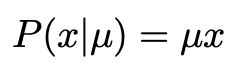 P(x|μ) = μx